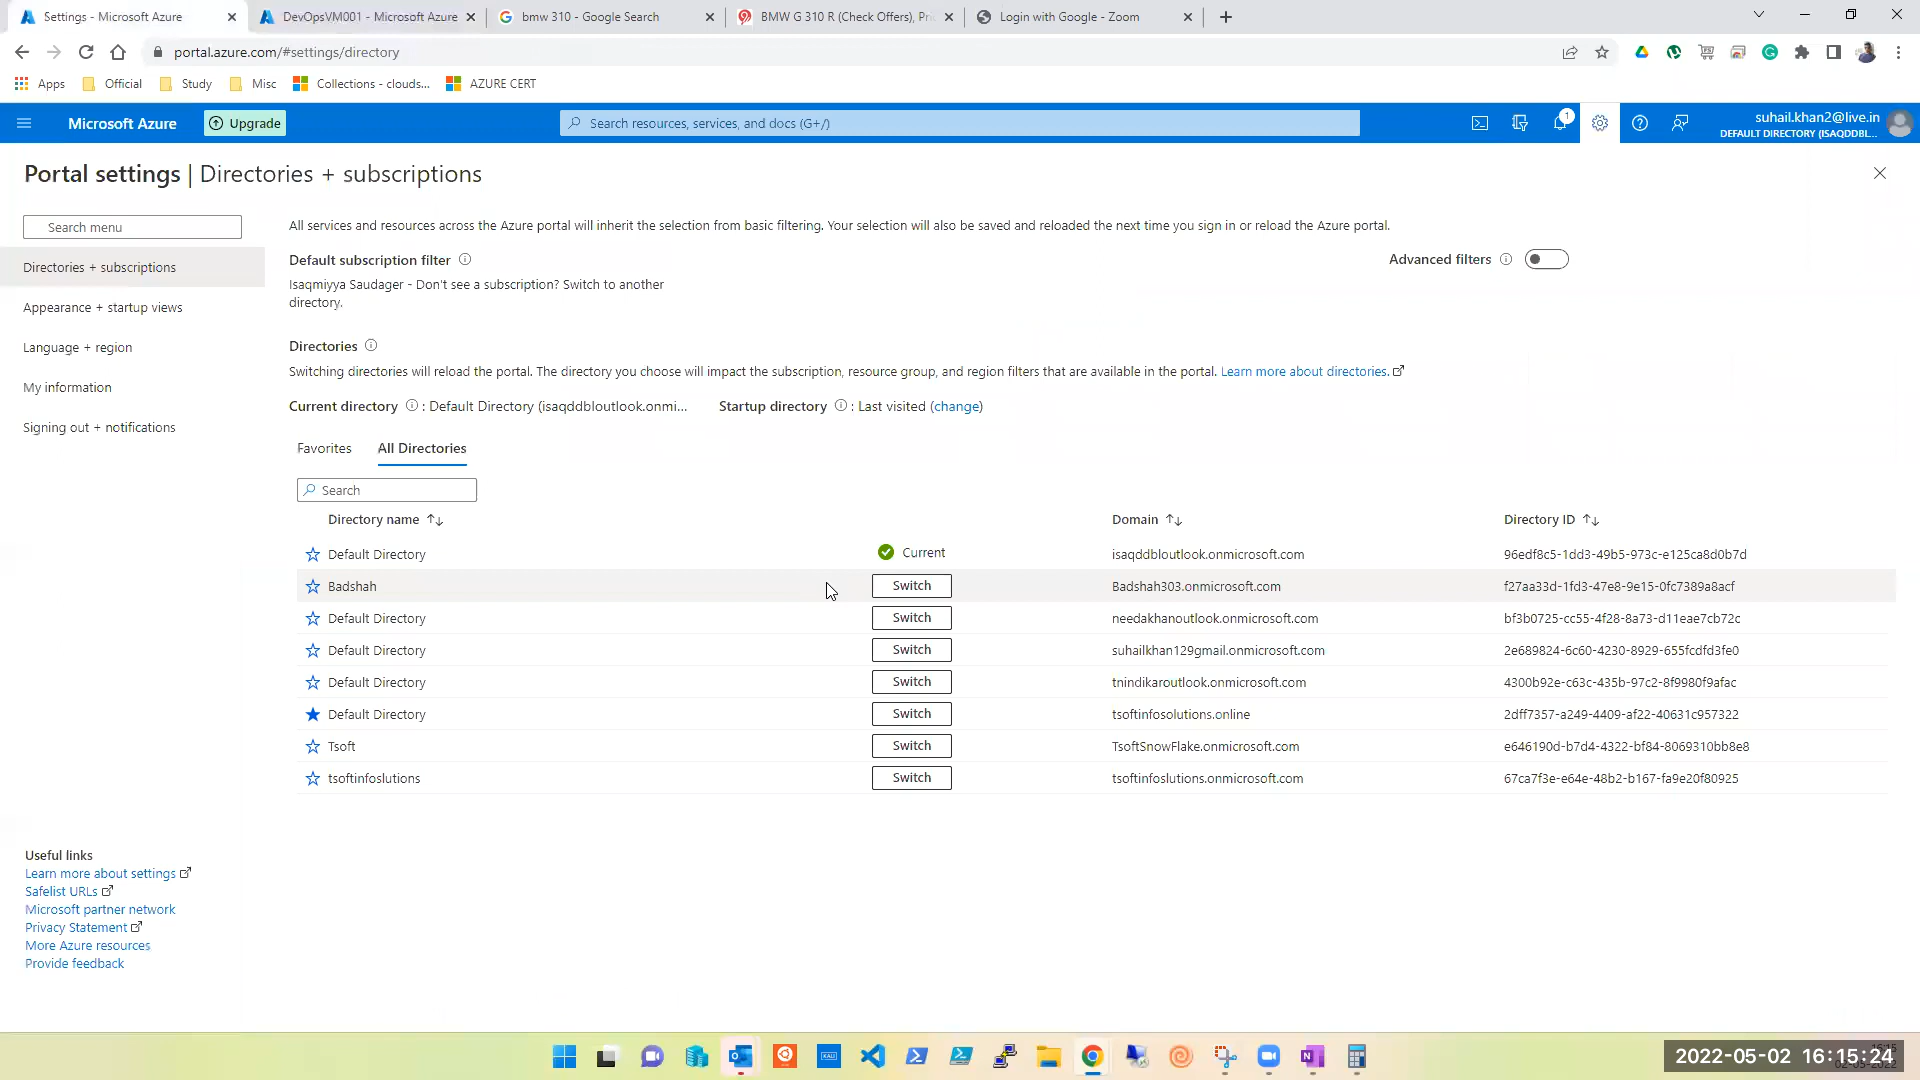 Settings - Microsoft Azure
DevOpsVM001 - Microsoft Azure
bmw 310 - Google Search
BMW G 310 R (Check Offers), Pri
Login with Google - Zoom
portal.azure.com/#settings/directory
Apps
Official
Study
Misc
Collections - clouds...
AZURE CERT
Microsoft Azure
Upgrade
Search resources, services, and docs (G+/)
1
suhail.khan2@live.in
DEFAULT DIRECTORY (ISAQDDBL...
Portal settings | Directories + subscriptions
Search menu
Directories + subscriptions
Appearance + startup views
Language + region
My information
Signing out + notifications
All services and resources across the Azure portal will inherit the selection from basic filtering. Your selection will also be saved and reloaded the next time you sign in or reload the Azure portal.
Default subscription filter
Advanced filters
Isaqmiyya Saudager - Don't see a subscription? Switch to another
directory.
Directories
Switching directories will reload the portal. The directory you choose will impact the subscription, resource group, and region filters that are available in the portal. Learn more about directories.
Current directory : Default Directory (isaqddbloutlook.onmi...
Startup directory : Last visited (change)
Favorites
All Directories
Search
Directory name
Domain
Directory ID
Default Directory Current isaqddbloutlook.onmicrosoft.com 96edf8c5-1dd3-49b5-973c-e125ca8d0b7d
Badshah Switch Badshah303.onmicrosoft.com f27aa33d-1fd3-47e8-9e15-0fc7389a8acf
Default Directory Switch needakhanoutlook.onmicrosoft.com bf3b0725-cc55-4f28-8a73-d11eae7cb72c
Default Directory Switch suhailkhan129gmail.onmicrosoft.com 2e689824-6c60-4230-8929-655fcdfd3fe0
Default Directory Switch tnindikaroutlook.onmicrosoft.com 4300b92e-c63c-435b-97c2-8f9980f9afac
Default Directory Switch tsoftinfosolutions.online 2dff7357-a249-4409-af22-40631c957322
Tsoft Switch TsoftSnowFlake.onmicrosoft.com e646190d-b7d4-4322-bf84-8069310bb8e8
tsoftinfoslutions Switch tsoftinfoslutions.onmicrosoft.com 67ca7f3e-e64e-48b2-b167-fa9e20f80925
Useful links
Learn more about settings
Safelist URLs
Microsoft partner network
Privacy Statement
More Azure resources
Provide feedback
2022-05-02 16:15:24